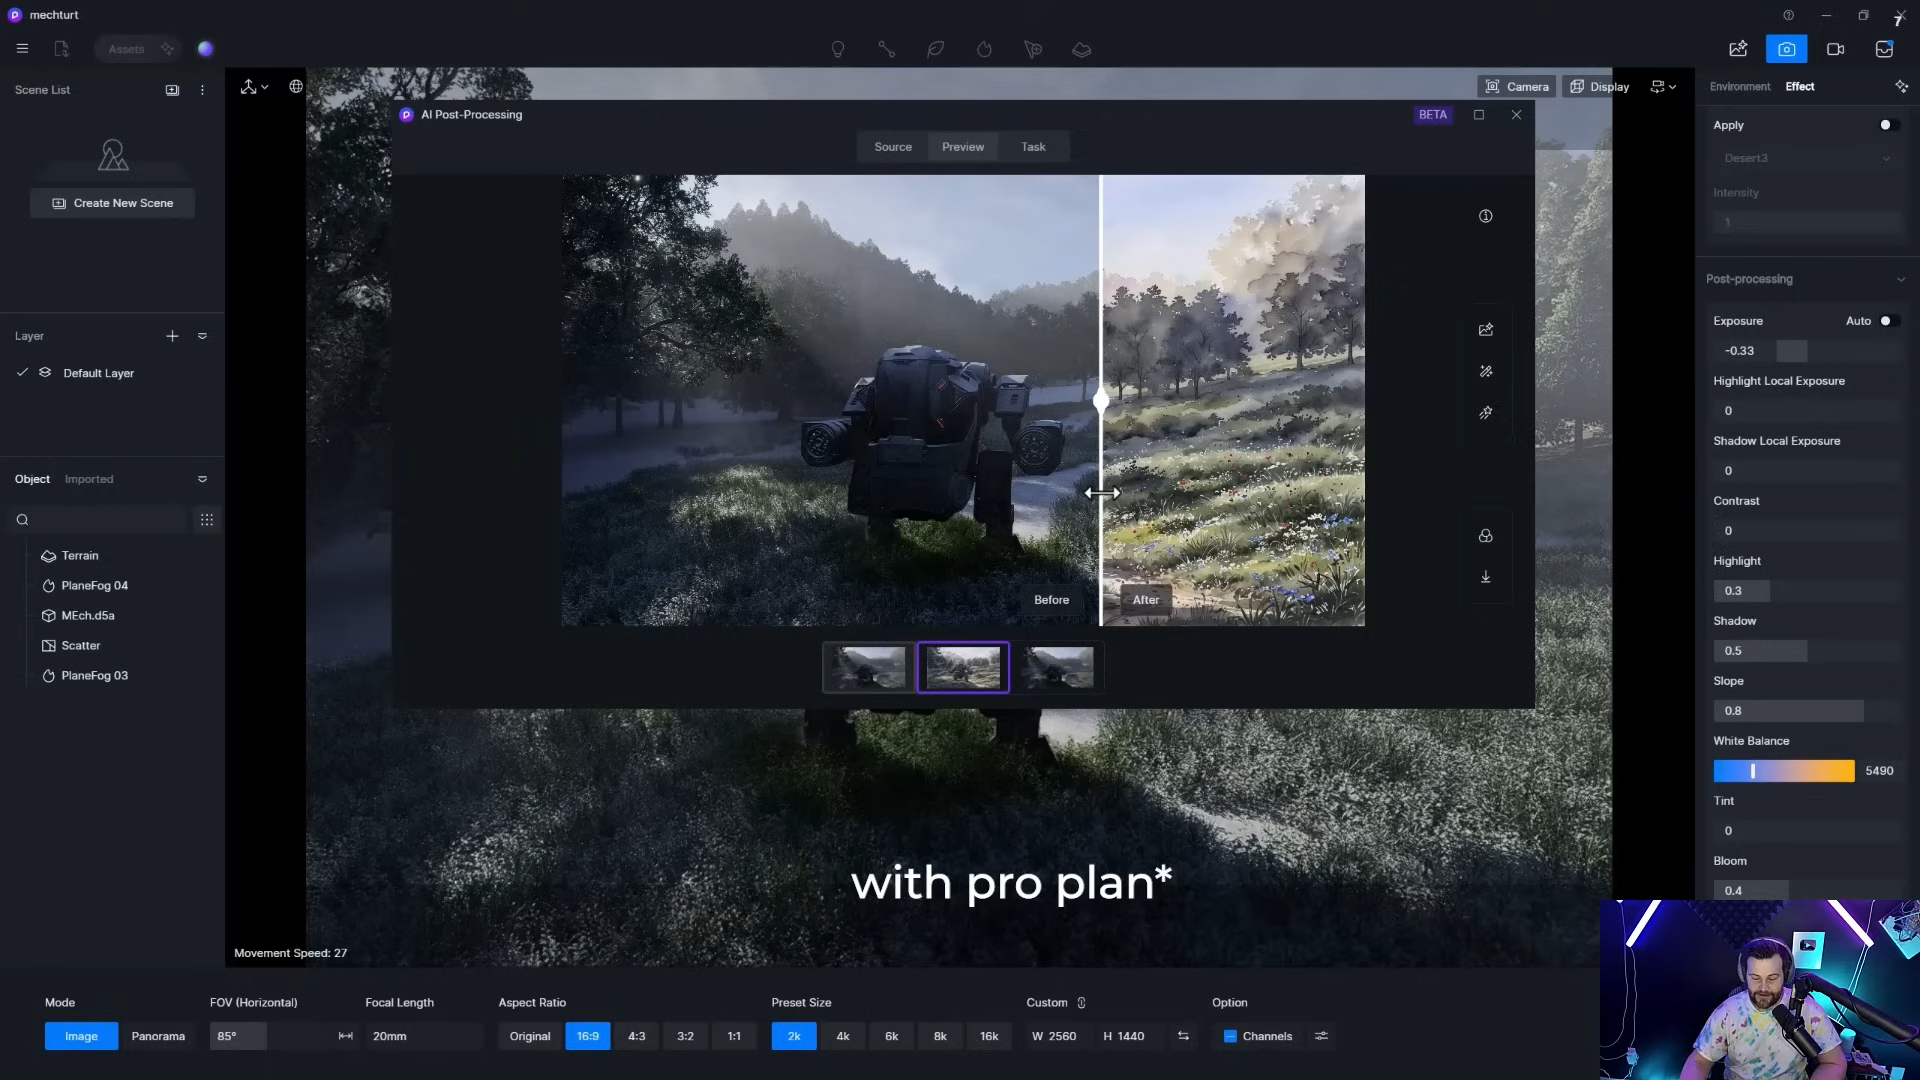 mechturt
7
Assets
Scene List
Create New Scene
Layer
Default Layer
Object Imported
Terrain
PlaneFog 04
MEch.d5a
Scatter
PlaneFog 03
Camera
Display
AI Post-Processing
BETA
Source Preview Task
Before
After
with pro plan*
Movement Speed: 27
Environment Effect
Apply
Desert3
Intensity
1
Post-processing
Exposure Auto
-0.33
Highlight Local Exposure
0
Shadow Local Exposure
0
Contrast
0
Highlight
0.3
Shadow
0.5
Slope
0.8
White Balance
5490
Tint
0
Bloom
0.4
Mode
Image Panorama
FOV (Horizontal)
85°
Focal Length
20mm
Aspect Ratio
Original 16:9 4:3 3:2 1:1
Preset Size
2k 4k 6k 8k 16k
Custom
W 2560 H 1440
Option
Channels